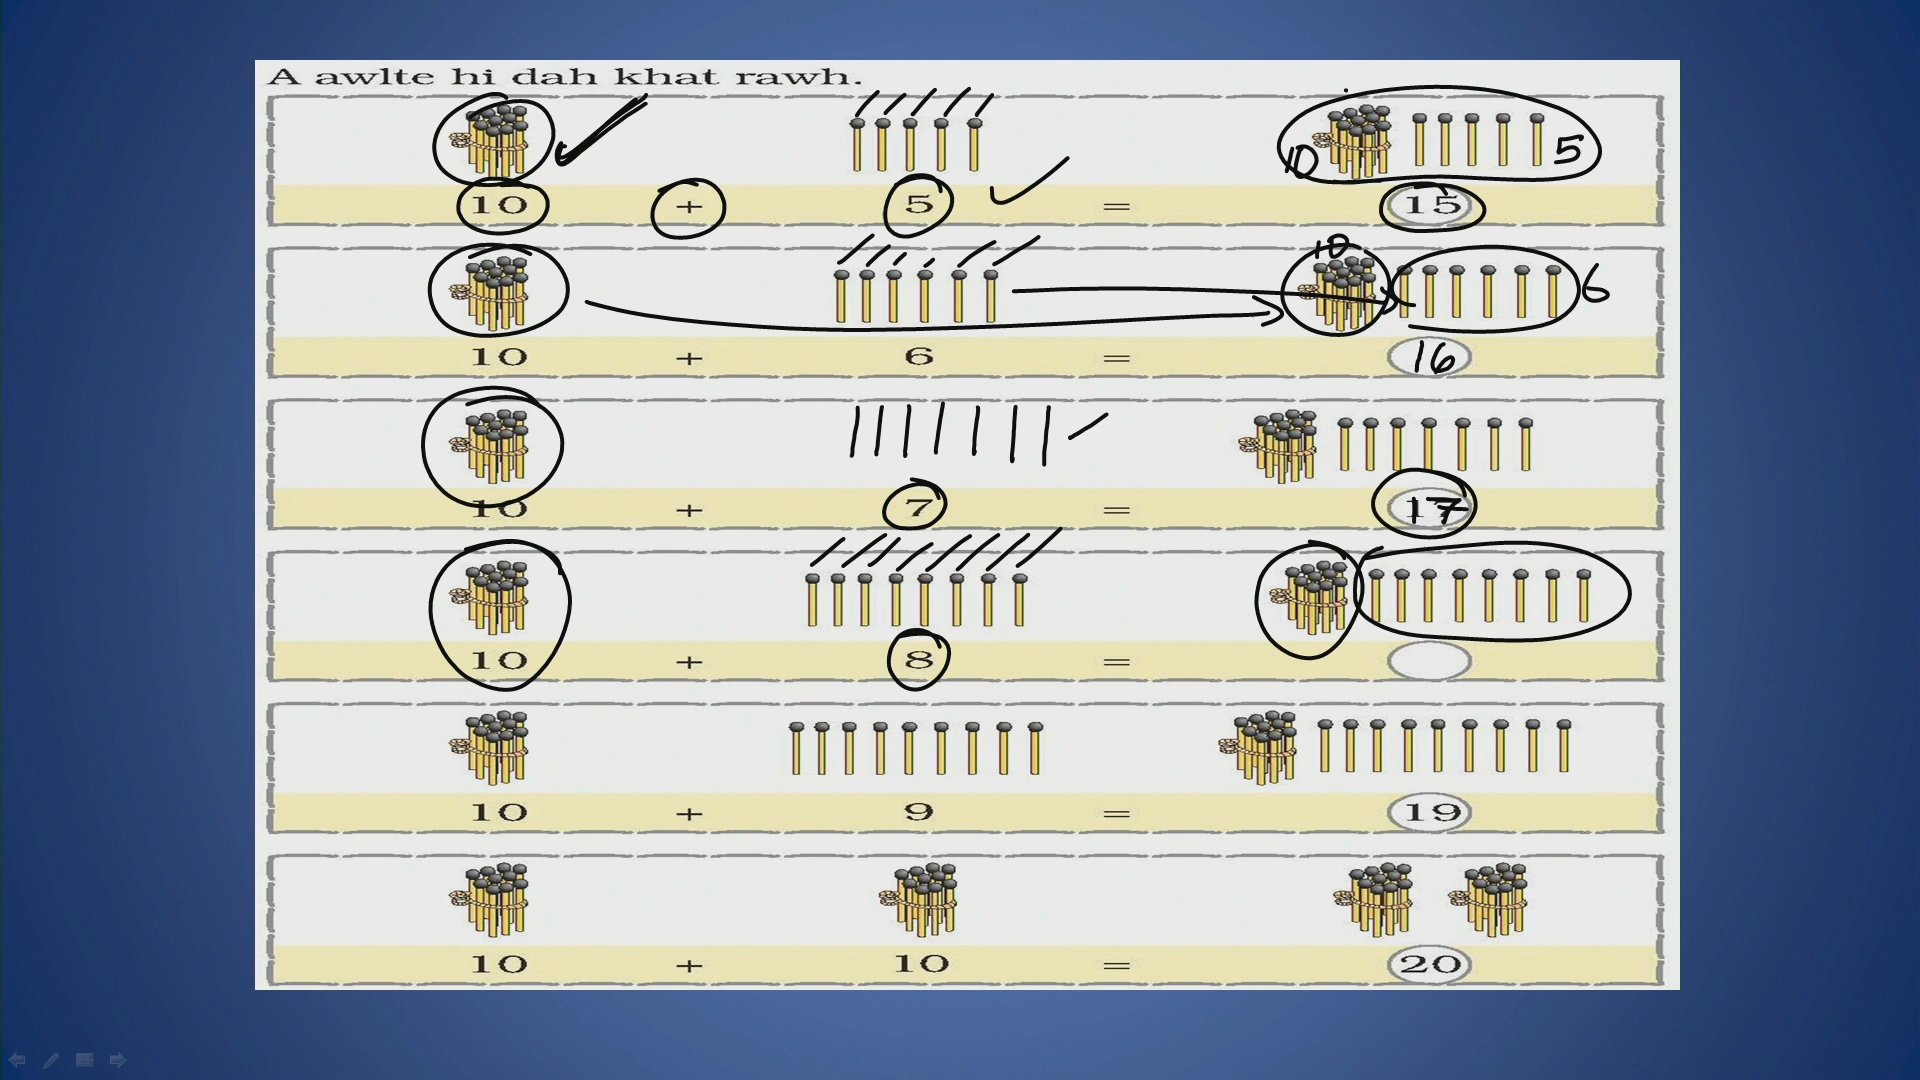 A awlte hi dah khat rawh.
10 5
10 + 5 = 15
10 6
10 + 6 = 16
10 + 7 = 17
10 + 8 =
10 + 9 = 19
10 + 10 = 20